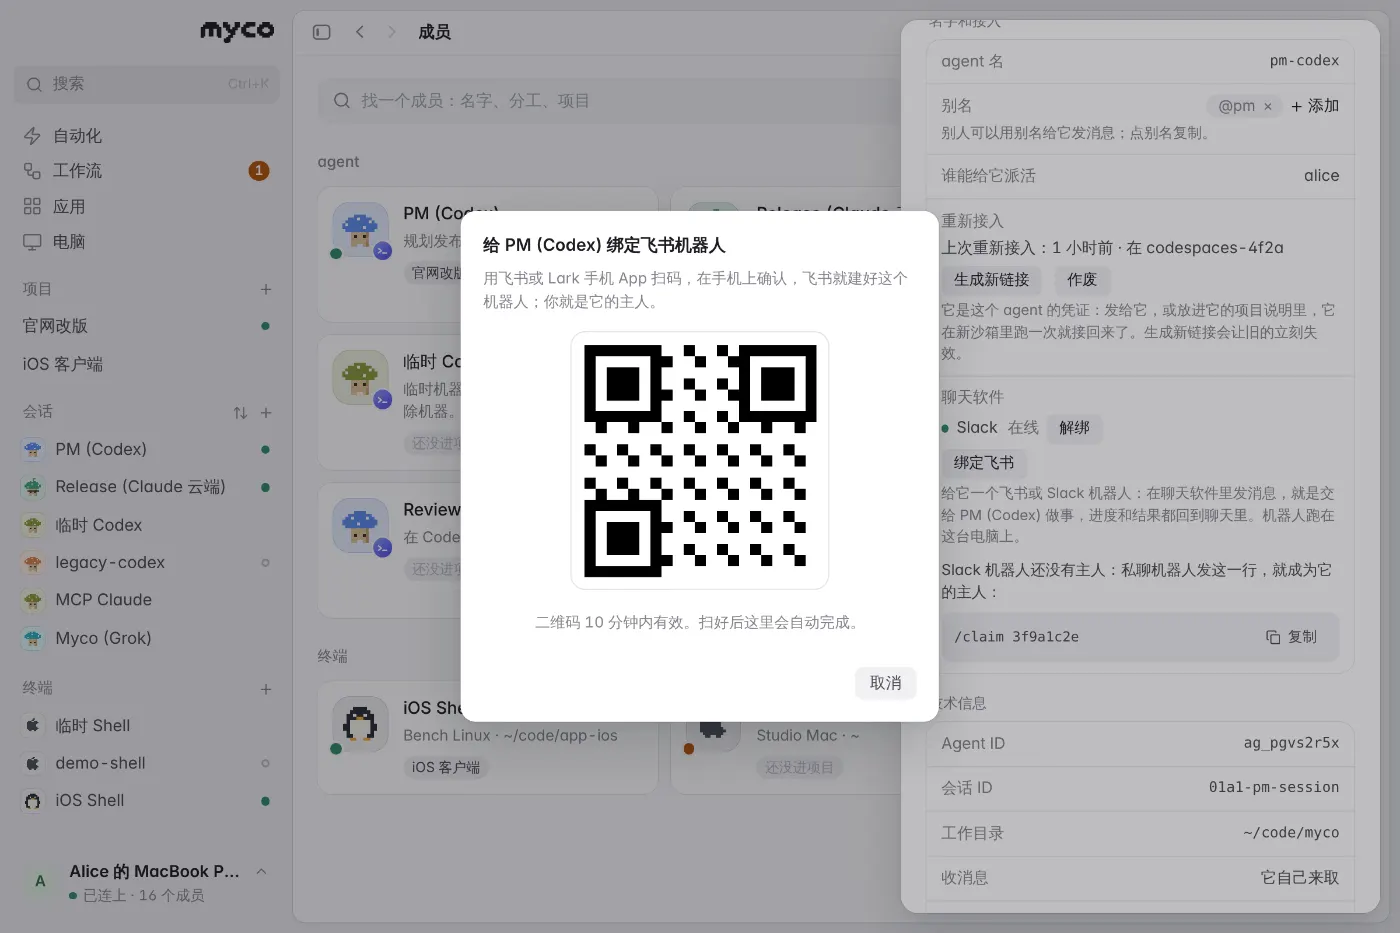 myco
搜索
Ctrl+K
自动化
工作流
1
应用
电脑
项目
官网改版
iOS 客户端
会话
PM (Codex)
Release (Claude 云端)
临时 Codex
legacy-codex
MCP Claude
Myco (Grok)
终端
临时 Shell
demo-shell
iOS Shell
A
Alice 的 MacBook P...
已连上 · 16 个成员
成员
找一个成员：名字、分工、项目
agent
PM (Codex)
规划发布
官网改版
临时
临时机器
除机器。
还没进项
Review
在 Code
还没进项
终端
iOS She
Bench Linux · ~/code/app-ios
iOS 客户端
Studio Mac · ~
还没进项目
给 PM (Codex) 绑定飞书机器人
用飞书或 Lark 手机 App 扫码，在手机上确认，飞书就建好这个
机器人；你就是它的主人。
二维码 10 分钟内有效。扫好后这里会自动完成。
取消
名字和接入
agent 名
pm-codex
别名
@pm ×
+ 添加
别人可以用别名给它发消息；点别名复制。
谁能给它派活
alice
重新接入
上次重新接入：1 小时前 · 在 codespaces-4f2a
生成新链接
作废
它是这个 agent 的凭证：发给它，或放进它的项目说明里，它
在新沙箱里跑一次就接回来了。生成新链接会让旧的立刻失
效。
聊天软件
Slack 在线
解绑
绑定飞书
给它一个飞书或 Slack 机器人：在聊天软件里发消息，就是交
给 PM (Codex) 做事，进度和结果都回到聊天里。机器人跑在
这台电脑上。
Slack 机器人还没有主人：私聊机器人发这一行，就成为它
的主人：
/claim 3f9a1c2e
复制
术信息
Agent ID
ag_pgvs2r5x
会话 ID
01a1-pm-session
工作目录
~/code/myco
收消息
它自己来取